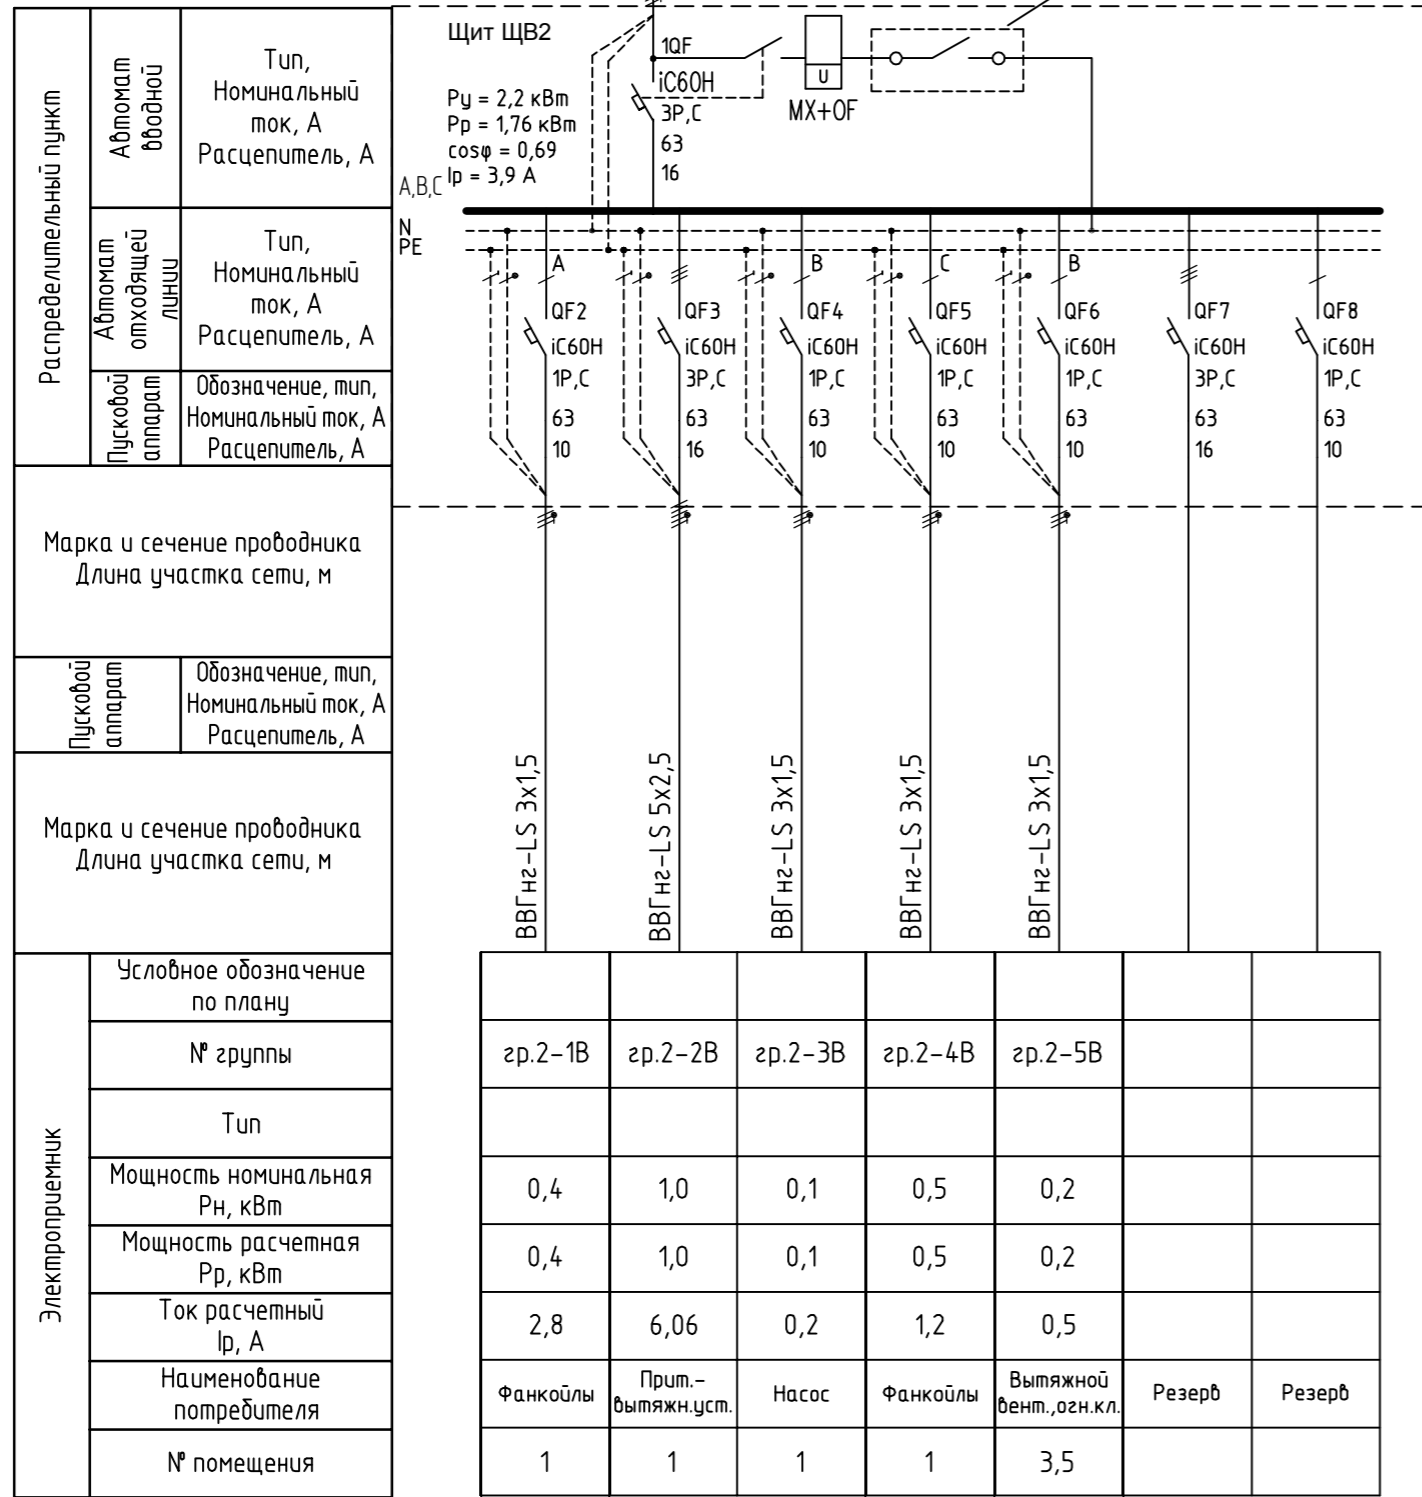 Распределительный пункт
Автомат
вводной
Тип,
Номинальный
ток, А
Расцепитель, А
Автомат
отходящей
линии
Тип,
Номинальный
ток, А
Расцепитель, А
Пусковой
аппарат
Обозначение, тип,
Номинальный ток, А
Расцепитель, А
Марка и сечение проводника
Длина участка сети, м
Пусковой
аппарат
Обозначение, тип,
Номинальный ток, А
Расцепитель, А
Марка и сечение проводника
Длина участка сети, м
Щит ЩВ2
Ру = 2,2 кВт
Рр = 1,76 кВт
cosφ = 0,69
Iр = 3,9 А
1QF
iC60H
3P,C
63
16
U
MX+OF
A,B,C
N
PE
A
QF2
iC60H
1P,C
63
10
QF3
iC60H
3P,C
63
16
B
QF4
iC60H
1P,C
63
10
C
QF5
iC60H
1P,C
63
10
B
QF6
iC60H
1P,C
63
10
QF7
iC60H
3P,C
63
16
QF8
iC60H
1P,C
63
10
ВВГнг-LS 3x1,5
ВВГнг-LS 5x2,5
ВВГнг-LS 3x1,5
ВВГнг-LS 3x1,5
ВВГнг-LS 3x1,5
Электроприемник
Условное обозначение
по плану
№ группы
гр.2-1В
гр.2-2В
гр.2-3В
гр.2-4В
гр.2-5В
Тип
Мощность номинальная
Рн, кВт
0,4
1,0
0,1
0,5
0,2
Мощность расчетная
Рр, кВт
0,4
1,0
0,1
0,5
0,2
Ток расчетный
Iр, А
2,8
6,06
0,2
1,2
0,5
Наименование
потребителя
Фанкойлы
Прит.-
вытяжн.уст.
Насос
Фанкойлы
Вытяжной
вент.,огн.кл.
Резерв
Резерв
№ помещения
1
1
1
1
3,5